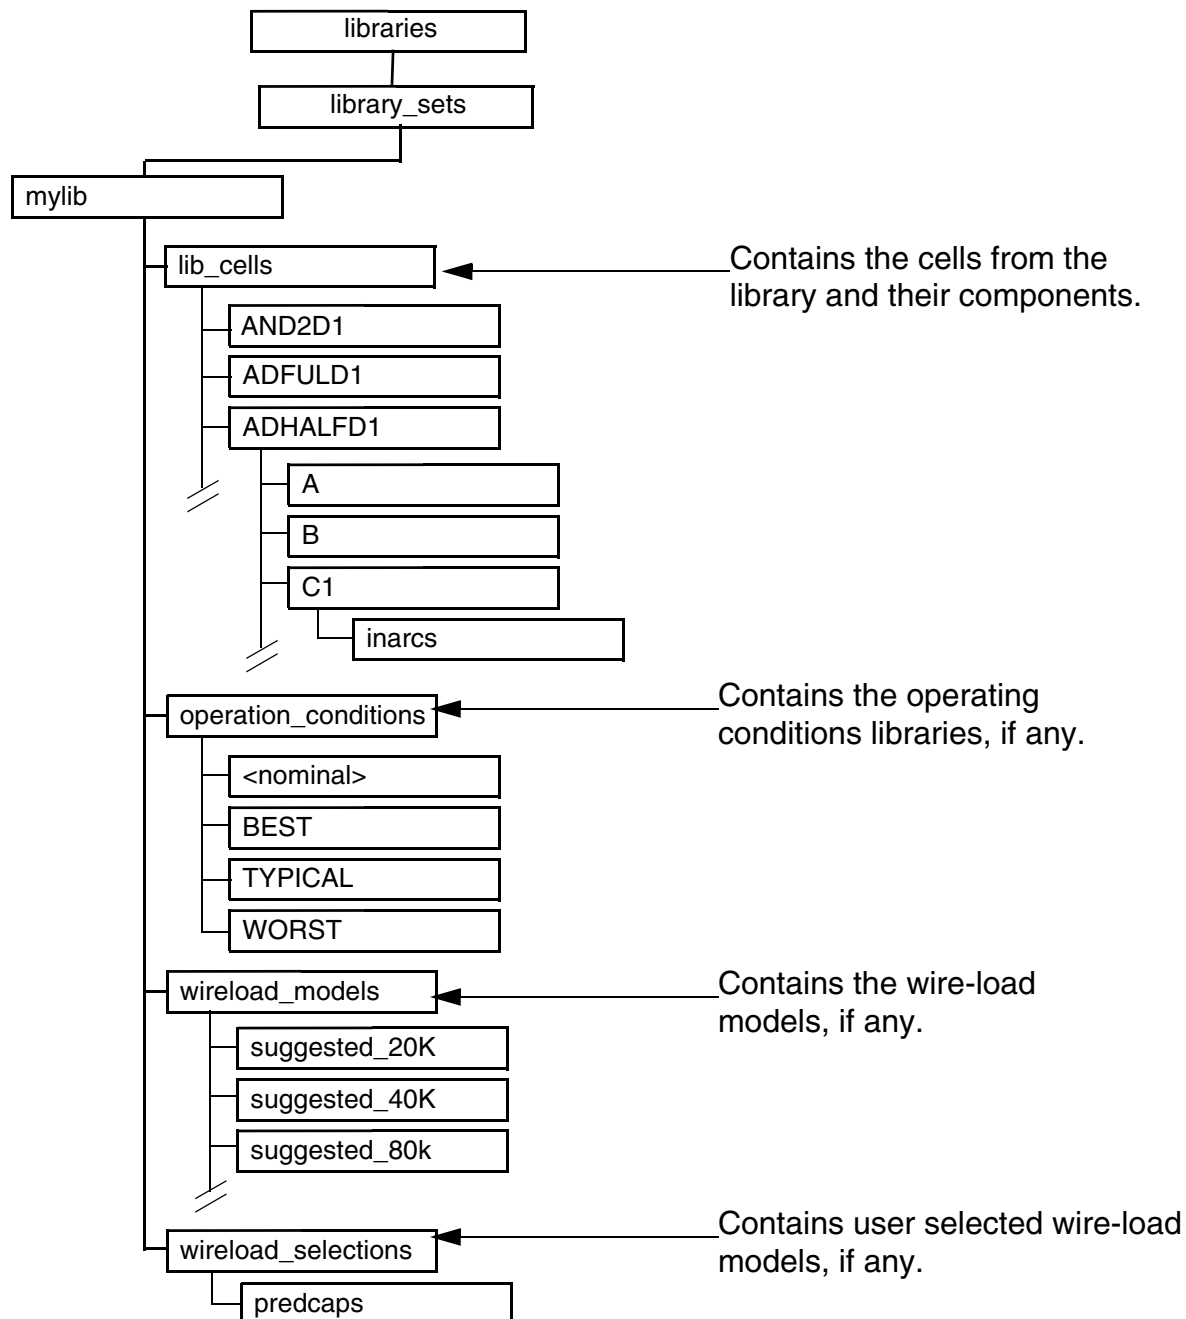 libraries
library_sets
mylib
lib_cells
Contains the cells from the
library and their components.
AND2D1
ADFULD1
ADHALFD1
A
B
C1
inarcs
operation_conditions
Contains the operating
conditions libraries, if any.
<nominal>
BEST
TYPICAL
WORST
wireload_models
Contains the wire-load
models, if any.
suggested_20K
suggested_40K
suggested_80k
wireload_selections
Contains user selected wire-load
models, if any.
predcaps